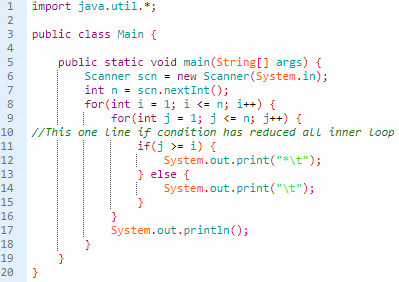 1 import java.util.*;
2
3 public class Main {
4
5     public static void main(String[] args) {
6         Scanner scn = new Scanner(System.in);
7         int n = scn.nextInt();
8         for(int i = 1; i <= n; i++) {
9             for(int j = 1; j <= n; j++) {
10 //This one line if condition has reduced all inner loop
11                 if(j >= i) {
12                     System.out.print("*\t");
13                 } else {
14                     System.out.print("\t");
15                 }
16             }
17             System.out.println();
18         }
19     }
20 }